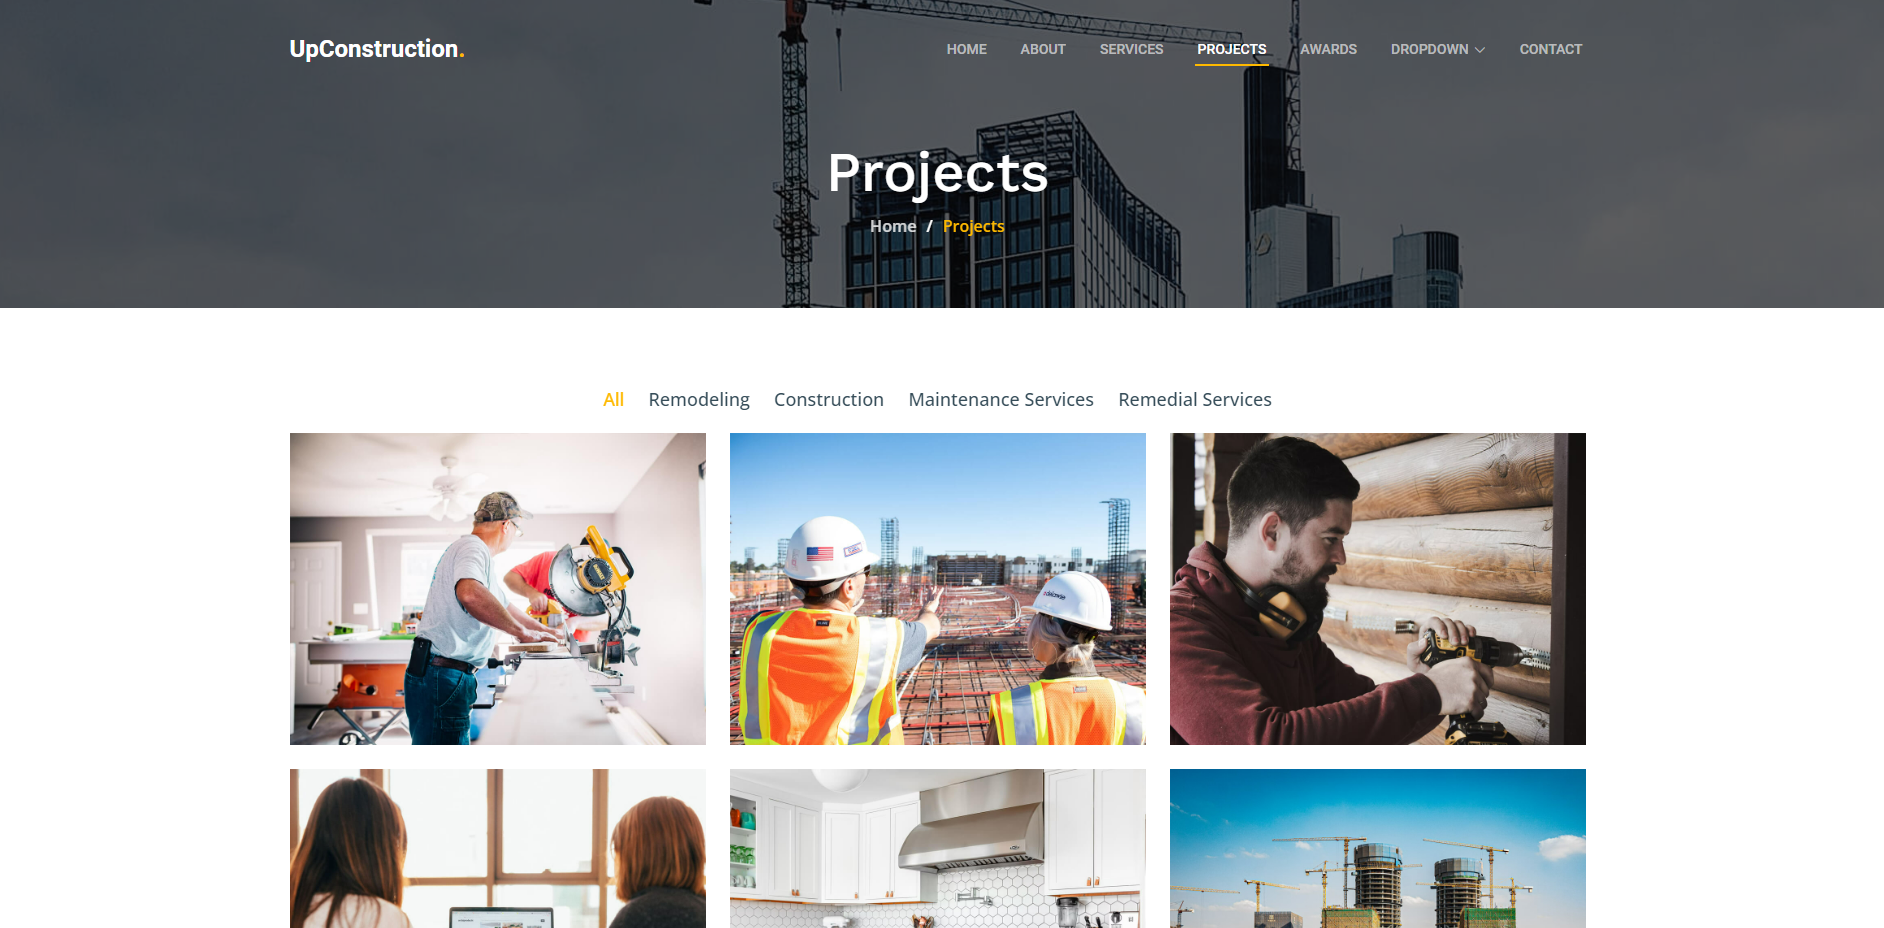 UpConstruction.
HOME ABOUT SERVICES PROJECTS AWARDS DROPDOWN CONTACT
Projects
Home / Projects
All Remodeling Construction Maintenance Services Remedial Services